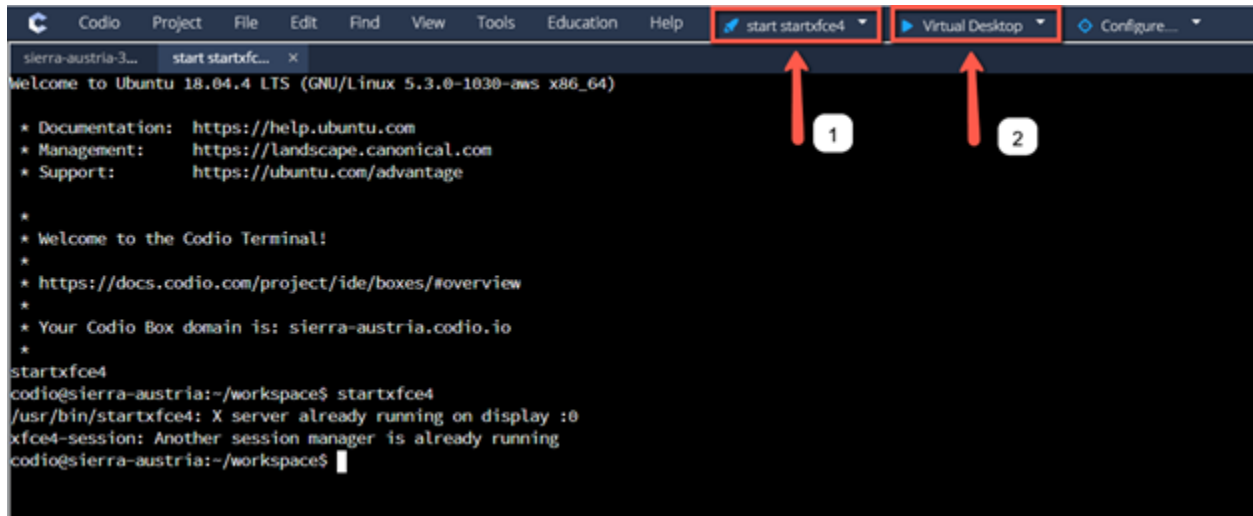 Codio Project File Edit Find View Tools Education Help start startxfce4 Virtual Desktop Configure....
sierra-austria-3... start startxfc... ×
Welcome to Ubuntu 18.04.4 LTS (GNU/Linux 5.3.0-1030-aws x86_64)
* Documentation: https://help.ubuntu.com
* Management: https://landscape.canonical.com
* Support: https://ubuntu.com/advantage
*
* Welcome to the Codio Terminal!
*
* https://docs.codio.com/project/ide/boxes/#overview
*
* Your Codio Box domain is: sierra-austria.codio.io
*
startxfce4
codio@sierra-austria:~/workspace$ startxfce4
/usr/bin/startxfce4: X server already running on display :0
xfce4-session: Another session manager is already running
codio@sierra-austria:~/workspace$
1
2